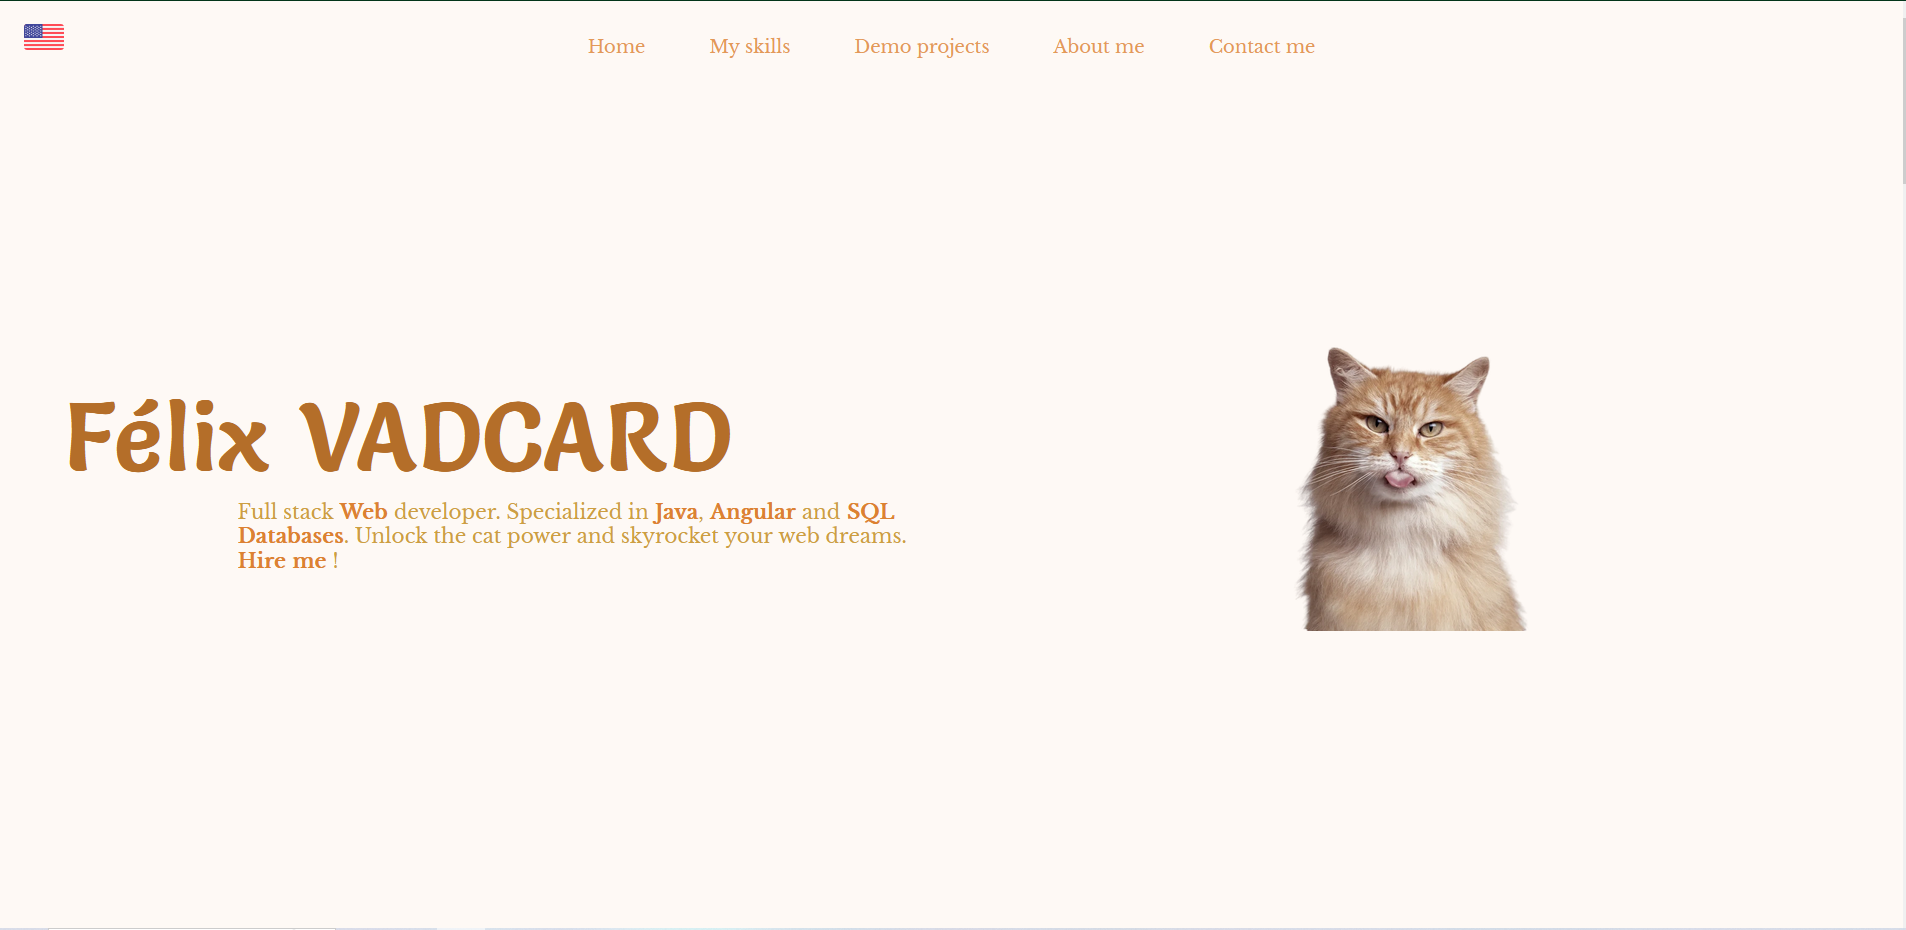 Home My skills Demo projects About me Contact me
Félix VADCARD
Full stack Web developer. Specialized in Java, Angular and SQL
Databases. Unlock the cat power and skyrocket your web dreams.
Hire me !